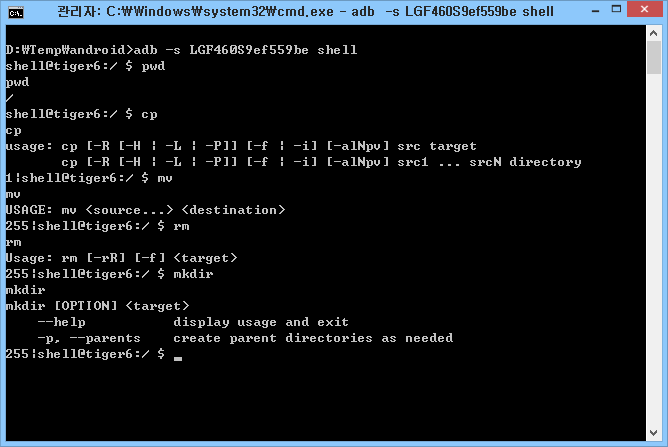 관리자: C:₩Windows₩system32₩cmd.exe - adb -s LGF460S9ef559be shell
D:₩Temp₩android>adb -s LGF460S9ef559be shell
shell@tiger6:/ $ pwd
pwd
/
shell@tiger6:/ $ cp
cp
usage: cp [-R [-H | -L | -P]] [-f | -i] [-alNpv] src target
       cp [-R [-H | -L | -P]] [-f | -i] [-alNpv] src1 ... srcN directory
1|shell@tiger6:/ $ mv
mv
USAGE: mv <source...> <destination>
255|shell@tiger6:/ $ rm
rm
Usage: rm [-rR] [-f] <target>
255|shell@tiger6:/ $ mkdir
mkdir
mkdir [OPTION] <target>
    --help           display usage and exit
    -p, --parents    create parent directories as needed
255|shell@tiger6:/ $ _